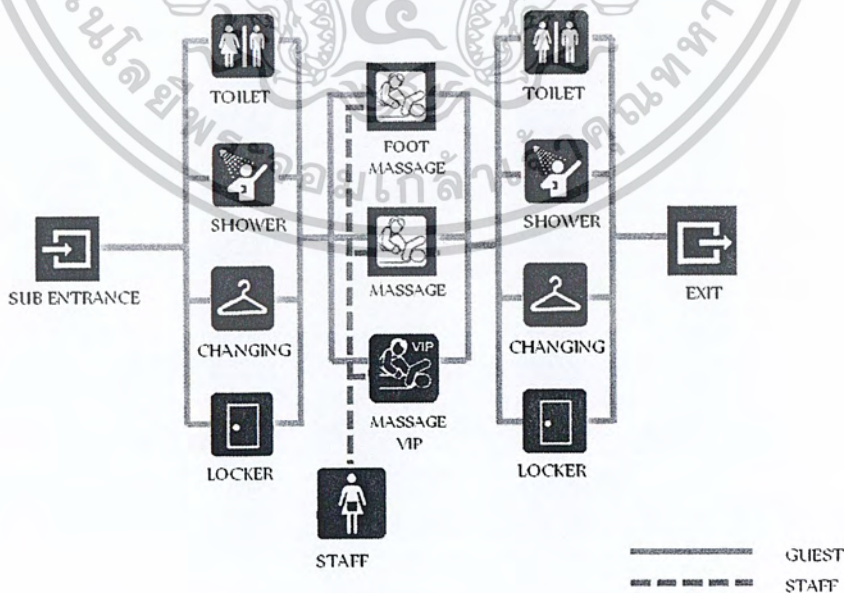 TOILET
SHOWER
CHANGING
LOCKER
SUB ENTRANCE
FOOT
MASSAGE
MASSAGE
VIP
MASSAGE
VIP
STAFF
TOILET
SHOWER
CHANGING
LOCKER
EXIT
GUEST
STAFF